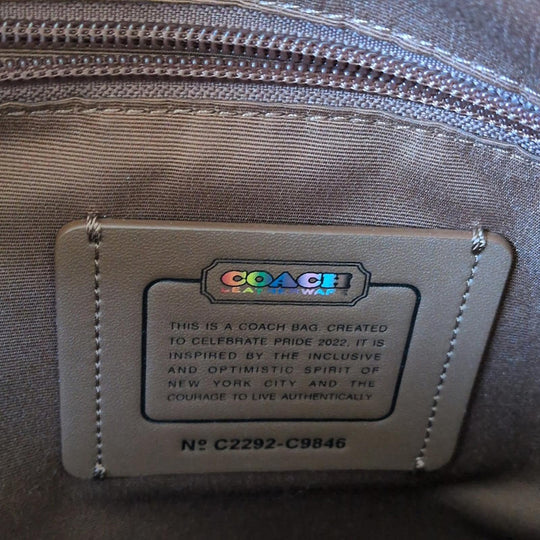 COACH
LEATHERWARE
THIS IS A COACH BAG. CREATED
TO CELEBRATE PRIDE 2022, IT IS
INSPIRED BY THE INCLUSIVE
AND OPTIMISTIC SPIRIT OF
NEW YORK CITY AND THE
COURAGE TO LIVE AUTHENTICALLY.
Nº C2292-C9846